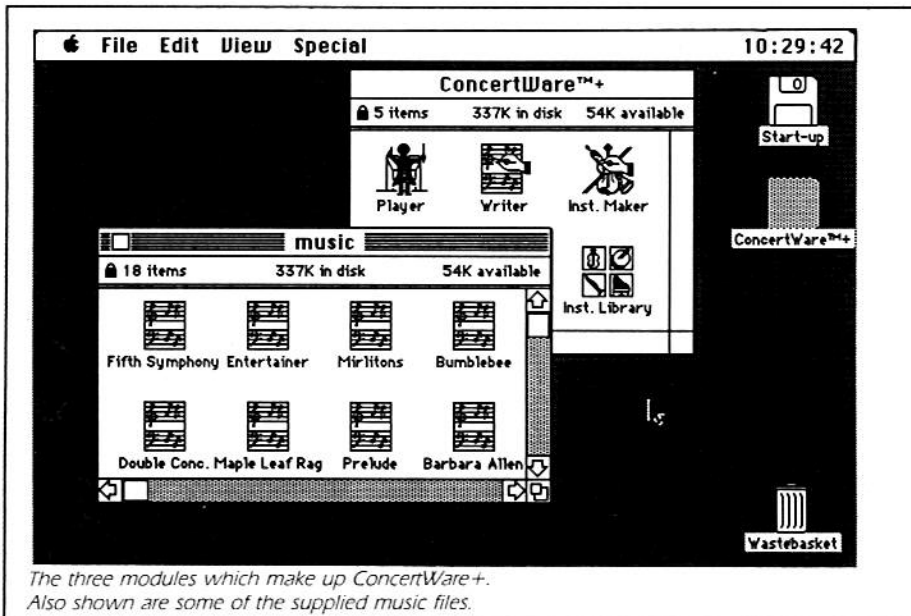 File Edit View Special 10:29:42
ConcertWare™+
5 items 337K in disk 54K available
Player Writer Inst. Maker
Inst. Library
Start-up
ConcertWare™+
music
18 items 337K in disk 54K available
Fifth Symphony Entertainer Mirlitons Bumblebee
Double Conc. Maple Leaf Rag Prelude Barbara Allen
Wastebasket
The three modules which make up ConcertWare+.
Also shown are some of the supplied music files.